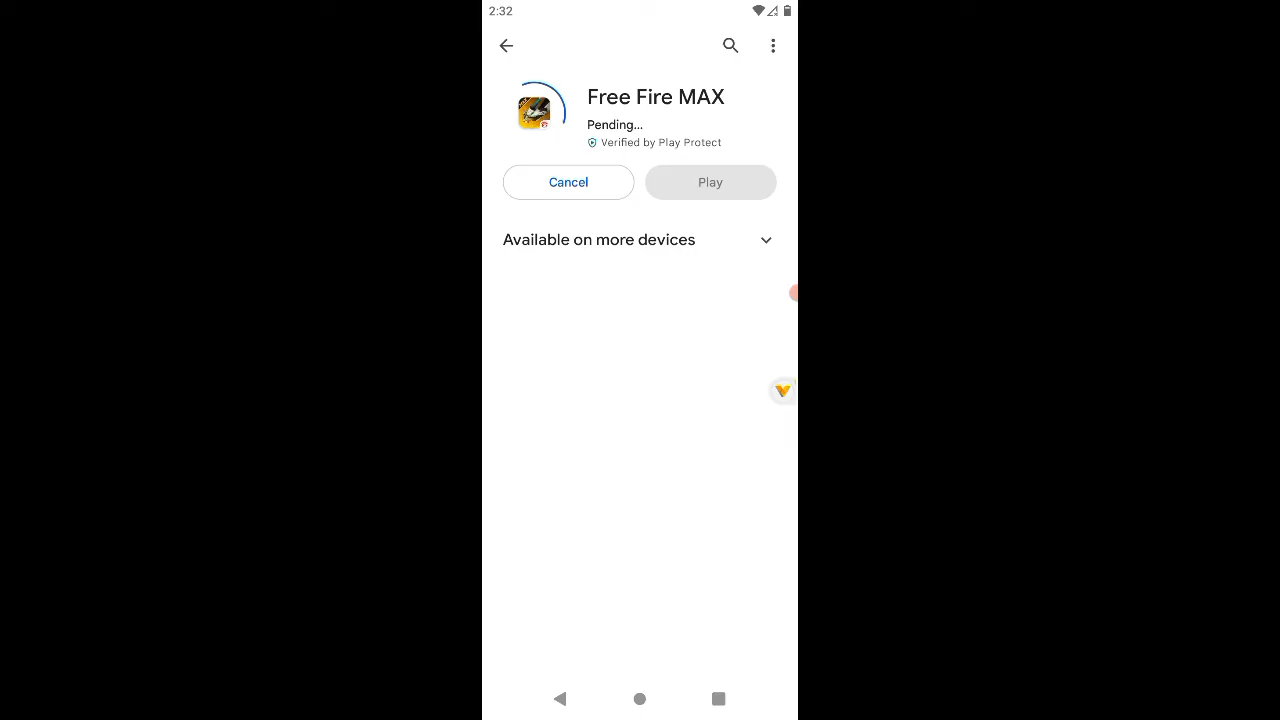 2:32
Free Fire MAX
Pending...
Verified by Play Protect
Cancel
Play
Available on more devices